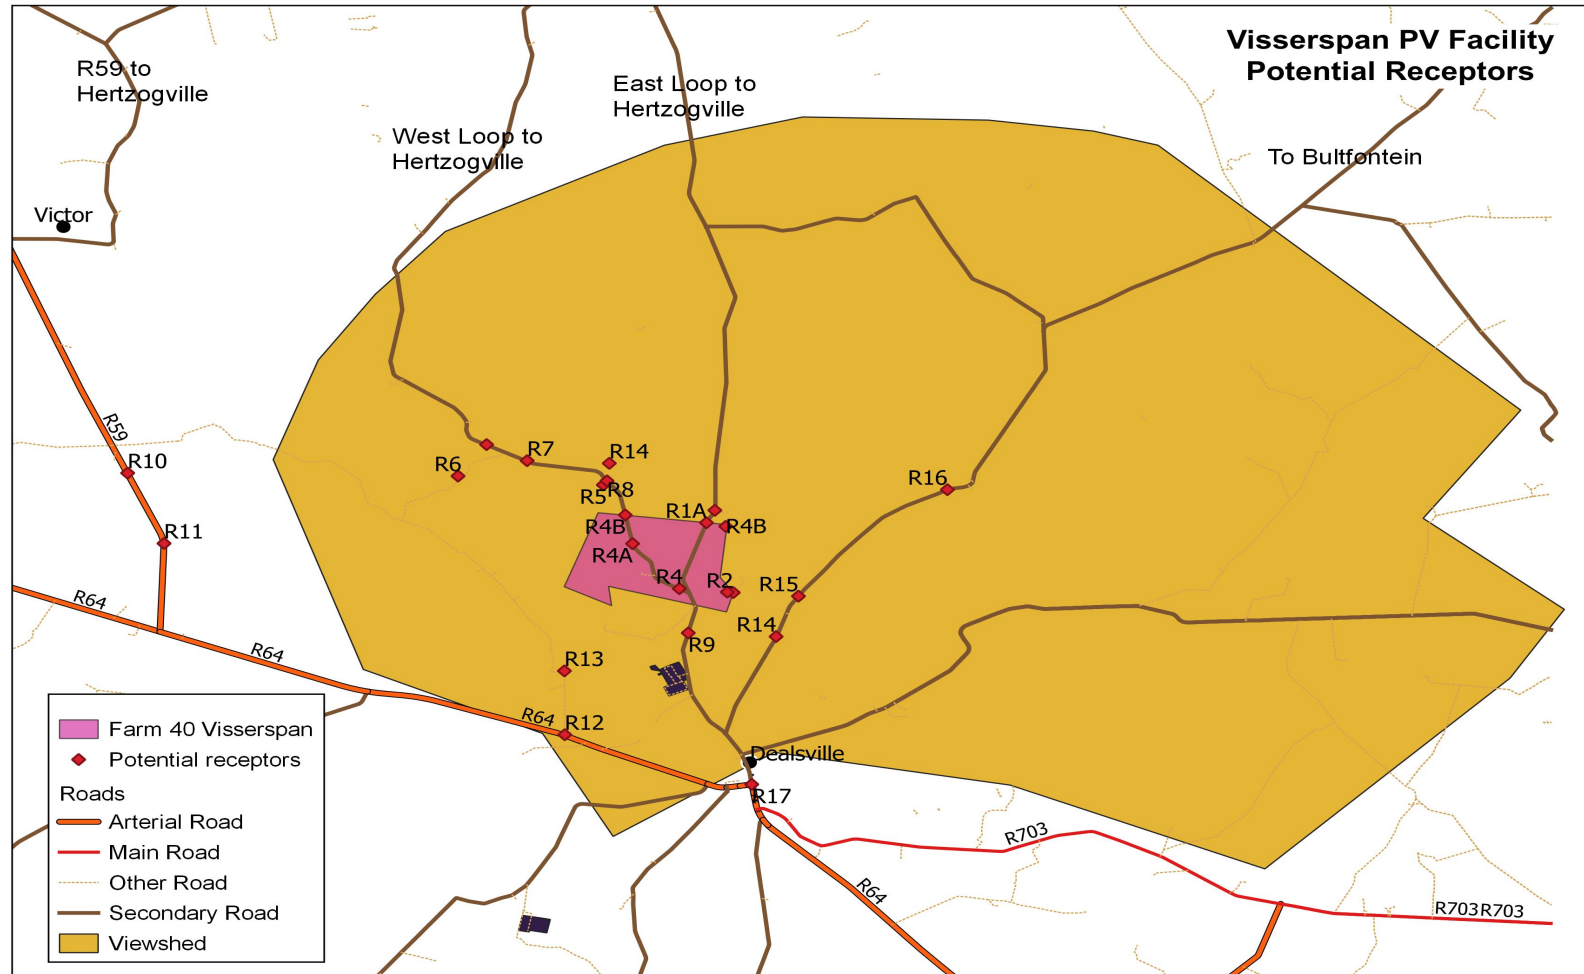 Visserspan PV Facility
Potential Receptors
R59 to
Hertzogville
East Loop to
Hertzogville
West Loop to
Hertzogville
To Bultfontein
Victor
R59
R10
R11
R6
R7
R14
R5
R8
R16
R4B
R1A
R4B
R4A
R4
R2
R15
R14
R9
R13
R64
R64
R64
R12
Dealsville
R17
R703
R64
R703
R703
Farm 40 Visserspan
Potential receptors
Roads
Arterial Road
Main Road
Other Road
Secondary Road
Viewshed